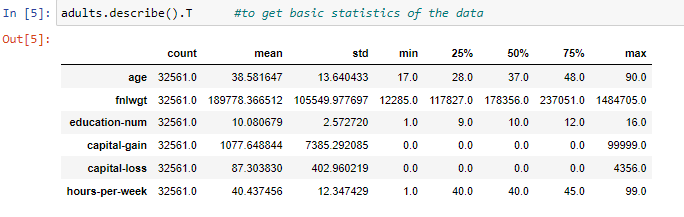 In [5]: adults.describe().T #to get basic statistics of the data
Out[5]:
count mean std min 25% 50% 75% max
age 32561.0 38.581647 13.640433 17.0 28.0 37.0 48.0 90.0
fnlwgt 32561.0 189778.366512 105549.977697 12285.0 117827.0 178356.0 237051.0 1484705.0
education-num 32561.0 10.080679 2.572720 1.0 9.0 10.0 12.0 16.0
capital-gain 32561.0 1077.648844 7385.292085 0.0 0.0 0.0 0.0 99999.0
capital-loss 32561.0 87.303830 402.960219 0.0 0.0 0.0 0.0 4356.0
hours-per-week 32561.0 40.437456 12.347429 1.0 40.0 40.0 45.0 99.0